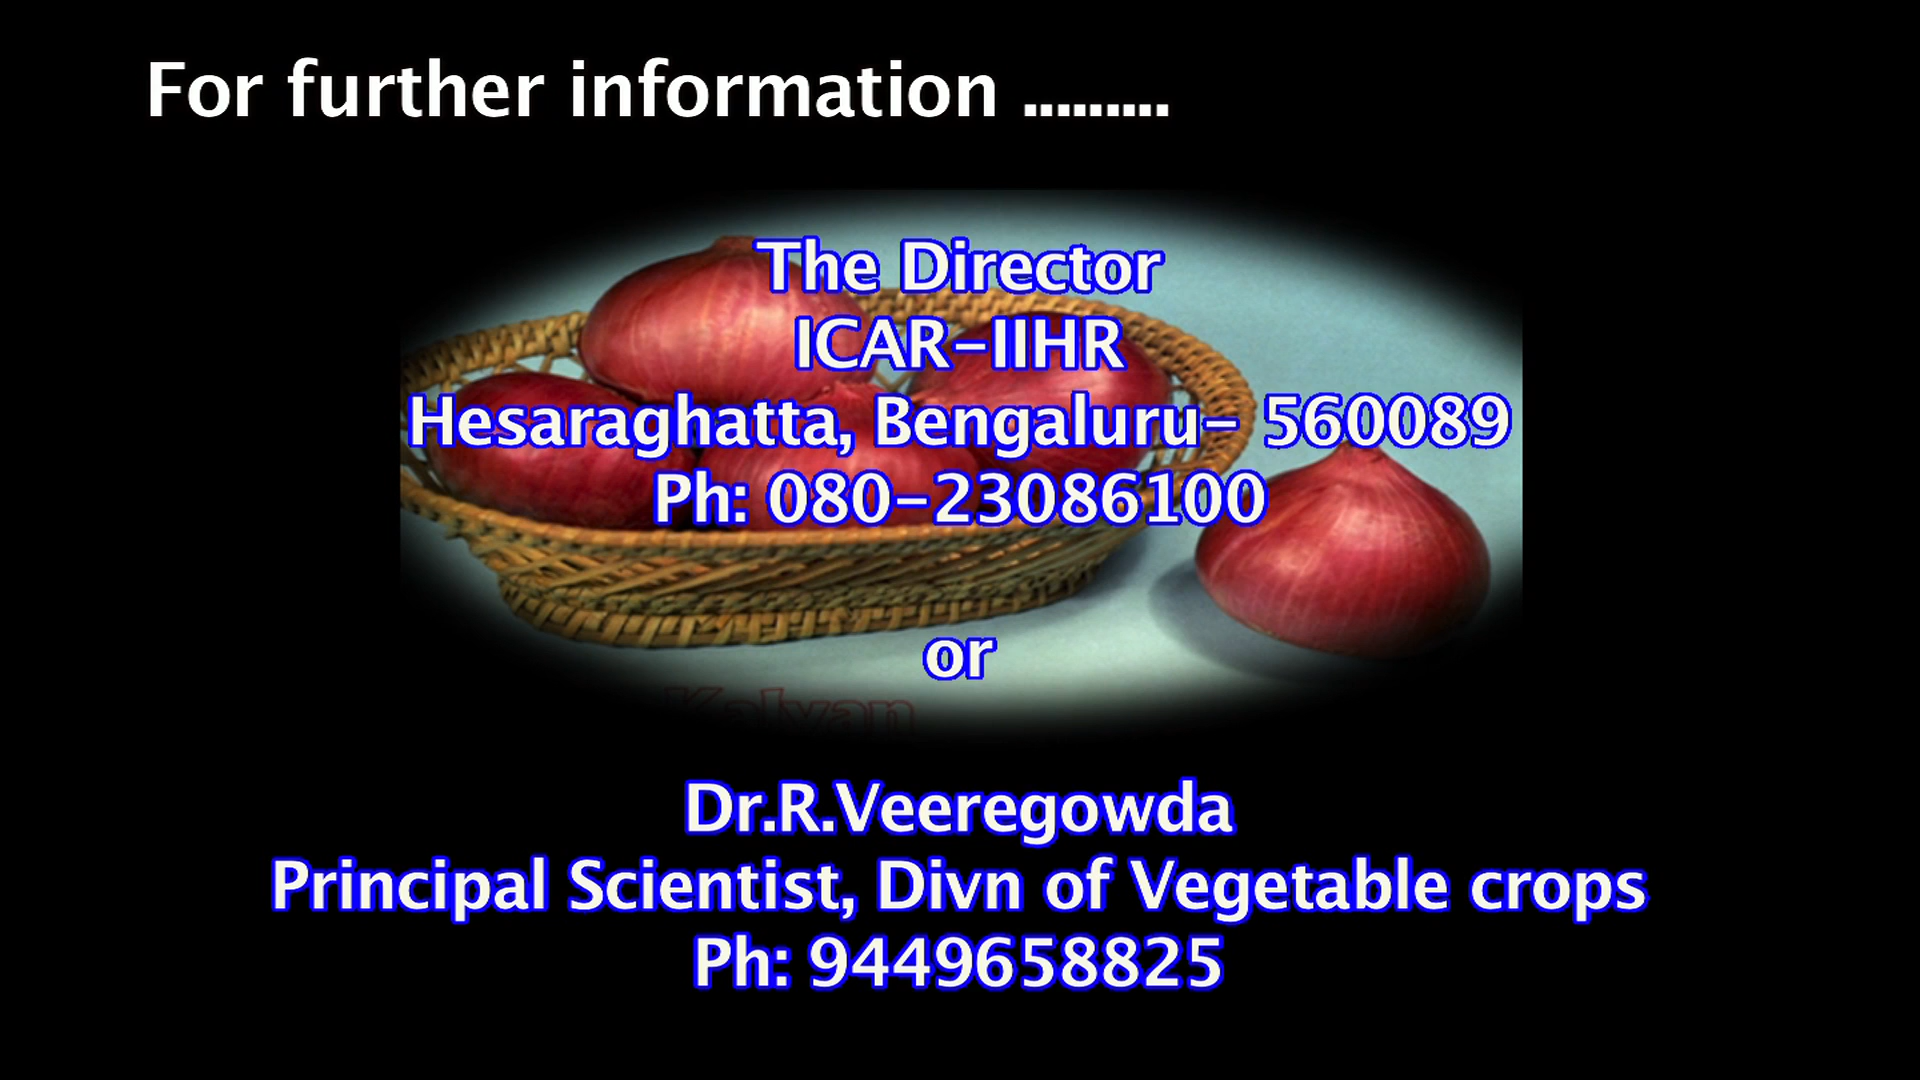 For further information .........
The Director
ICAR-IIHR
Hesaraghatta, Bengaluru- 560089
Ph: 080-23086100
or
Kalyan
Dr.R.Veeregowda
Principal Scientist, Divn of Vegetable crops
Ph: 9449658825